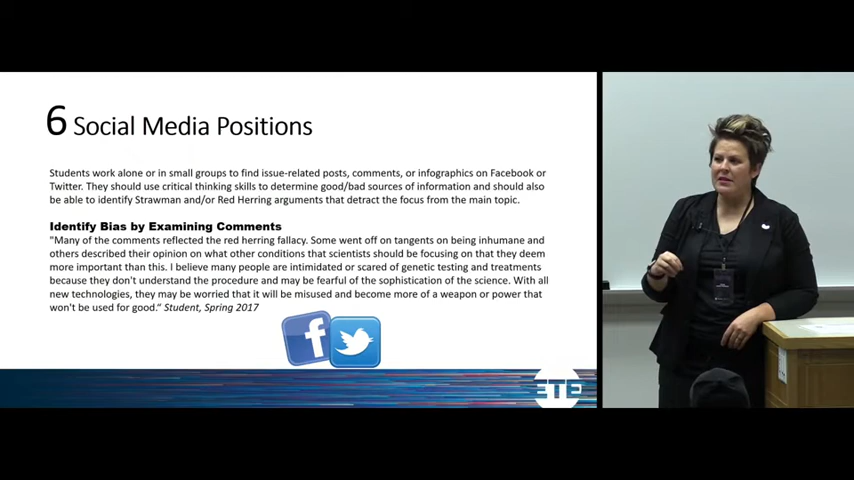 6 Social Media Positions
Students work alone or in small groups to find issue-related posts, comments, or infographics on Facebook or
Twitter. They should use critical thinking skills to determine good/bad sources of information and should also
be able to identify Strawman and/or Red Herring arguments that detract the focus from the main topic.
Identify Bias by Examining Comments
"Many of the comments reflected the red herring fallacy. Some went off on tangents on being inhumane and
others described their opinion on what other conditions that scientists should be focusing on that they deem
more important than this. I believe many people are intimidated or scared of genetic testing and treatments
because they don't understand the procedure and may be fearful of the sophistication of the science. With all
new technologies, they may be worried that it will be misused and become more of a weapon or power that
won't be used for good." Student, Spring 2017
f
ETE